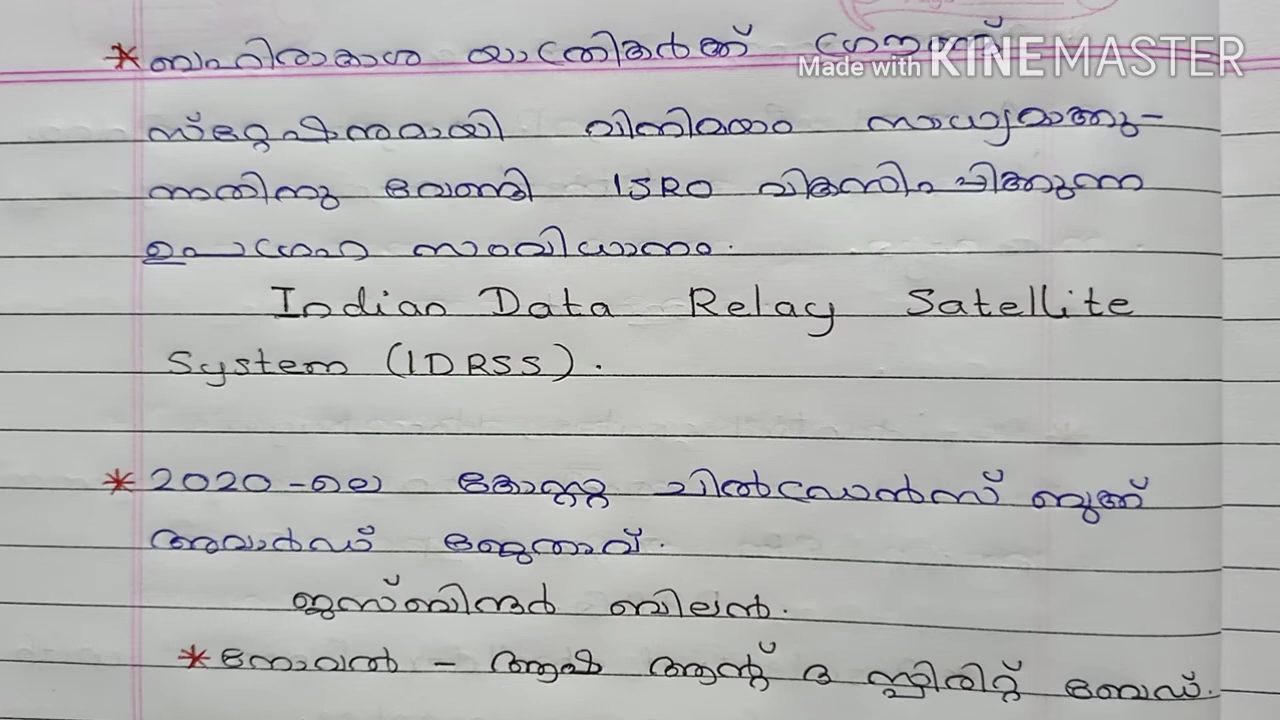 * ബഹിരാകാശ യാത്രികർക്ക് ഗ്രൗണ്ട്
Made with KINEMASTER
സ്റ്റേഷനുമായി വിനിമയം സാധ്യമാക്കു-
ന്നതിനു വേണ്ടി ISRO വികസിപ്പിക്കുന്ന
ഉപഗ്രഹ സംവിധാനം.
Indian Data Relay Satellite
System (IDRSS).
* 2020-ലെ കോസ്റ്റ ചിൽഡ്രൻസ് ബുക്ക്
അവാർഡ് ജേതാവ്.
ജസ്ബിന്ദർ ബിലൻ.
* നോവൽ - ആഷ ആന്റ് ദ സ്പിരിറ്റ് ബേഡ്.